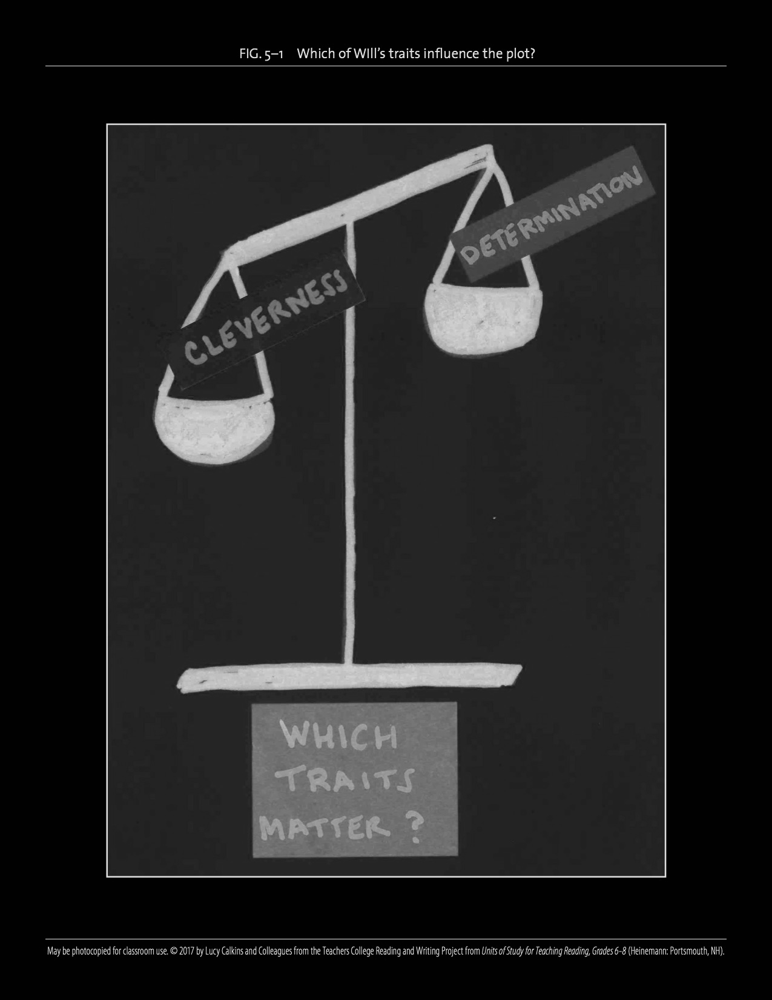 FIG. 5–1 Which of WIll's traits influence the plot?
DETERMINATION
CLEVERNESS
WHICH
TRAITS
MATTER ?
May be photocopied for classroom use. © 2017 by Lucy Calkins and Colleagues from the Teachers College Reading and Writing Project from Units of Study for Teaching Reading, Grades 6–8 (Heinemann: Portsmouth, NH).